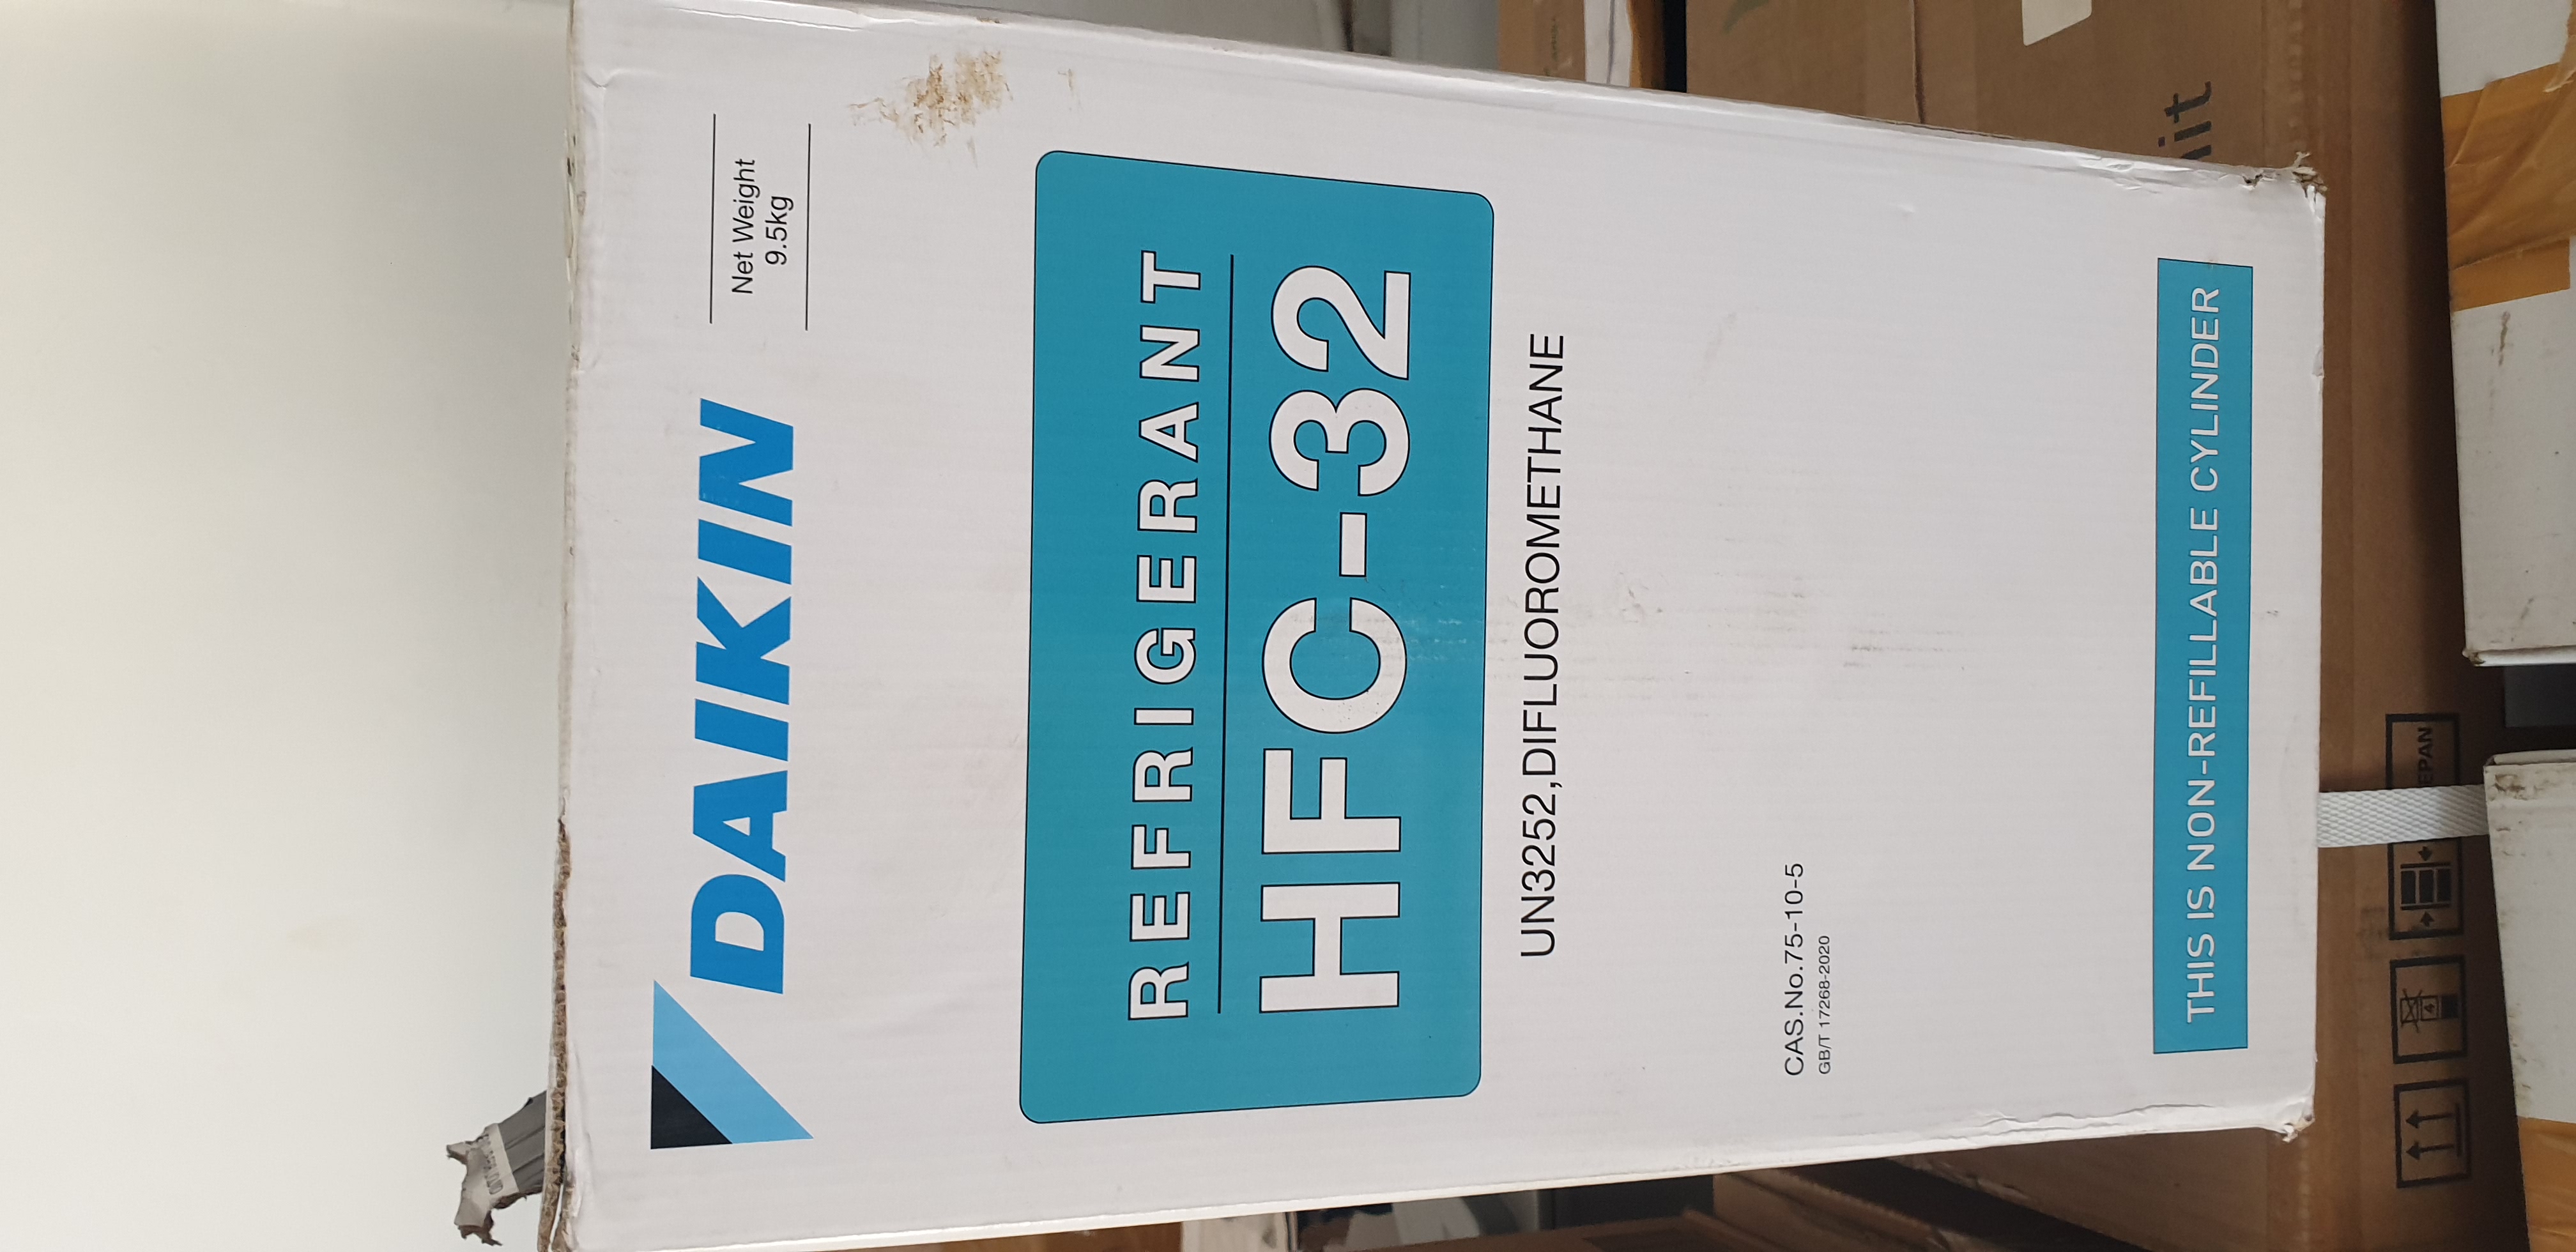 DAIKIN
Net Weight
9.5kg
REFRIGERANT
HFC-32
UN3252,DIFLUOROMETHANE
CAS.No.75-10-5
GB/T 17268-2020
THIS IS NON-REFILLABLE CYLINDER
4